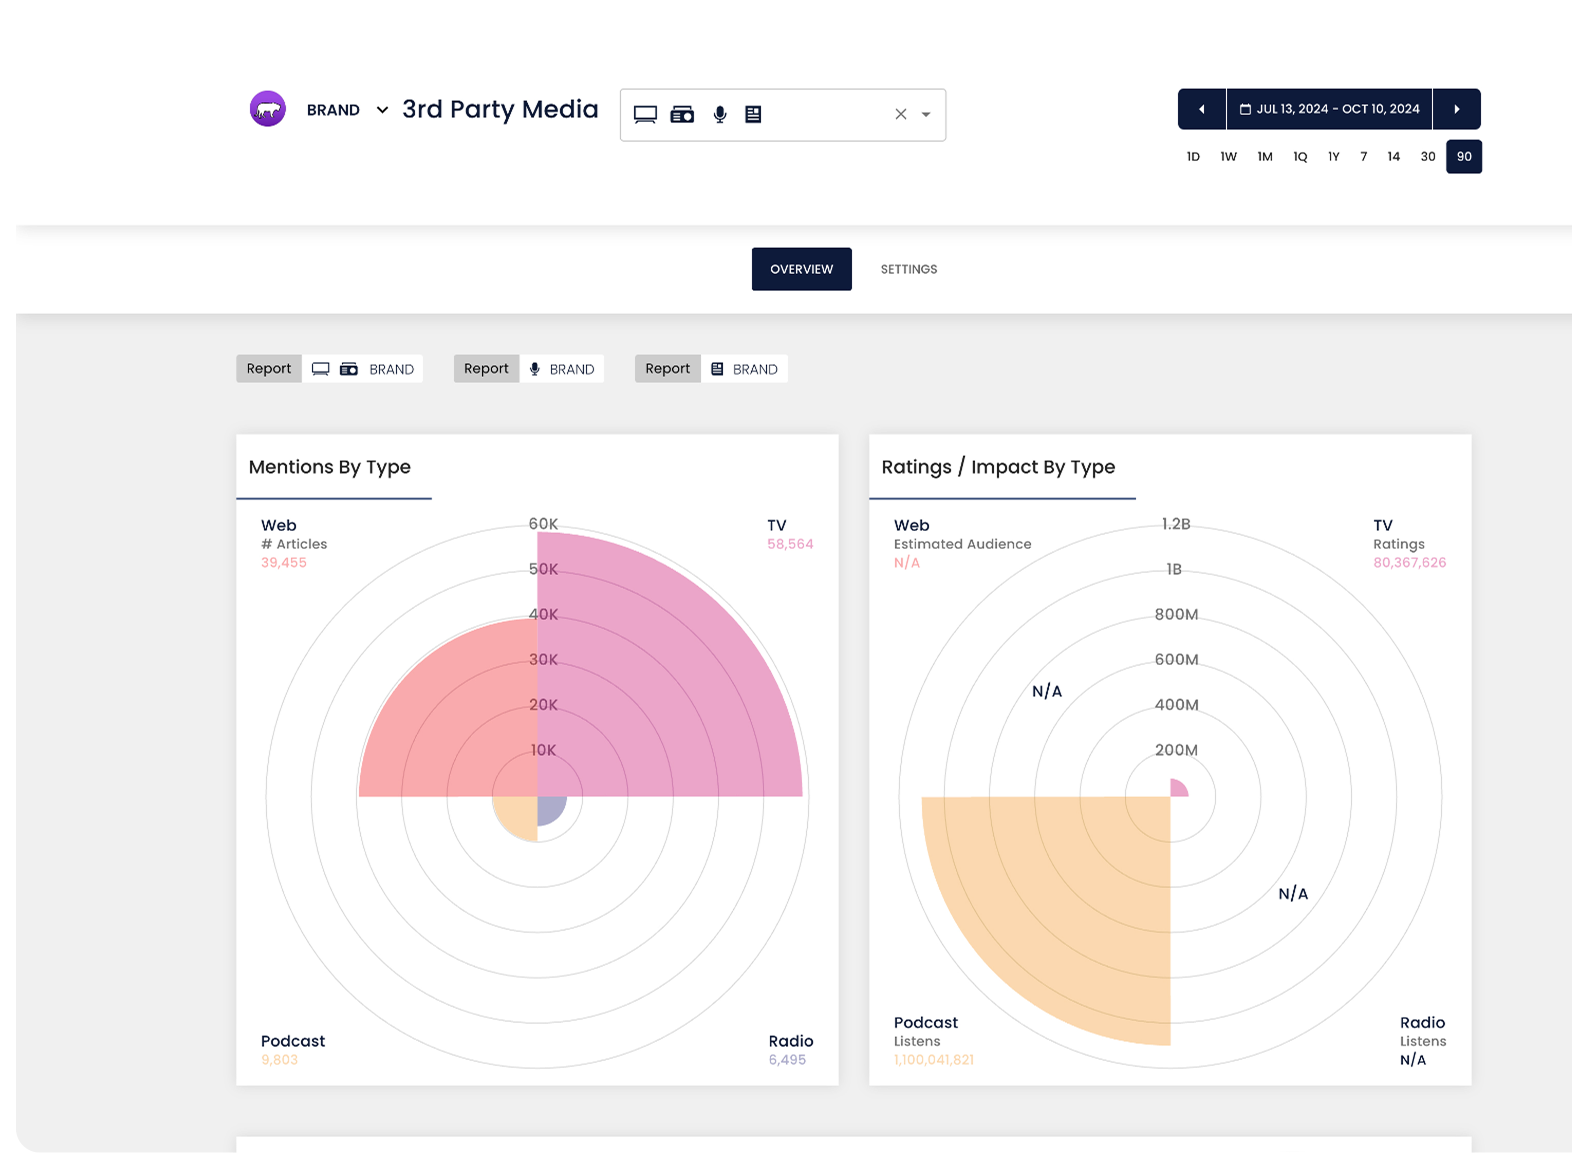 BRAND
3rd Party Media
JUL 13, 2024 - OCT 10, 2024
1D 1W 1M 1Q 1Y 7 14 30 90
OVERVIEW SETTINGS
Report BRAND
Report BRAND
Report BRAND
Mentions By Type
Web
# Articles
39,455
TV
58,564
60K
50K
40K
30K
20K
10K
Podcast
9,803
Radio
6,495
Ratings / Impact By Type
Web
Estimated Audience
N/A
TV
Ratings
80,367,626
1.2B
1B
800M
600M
N/A
400M
200M
N/A
Podcast
Listens
1,100,041,821
Radio
Listens
N/A